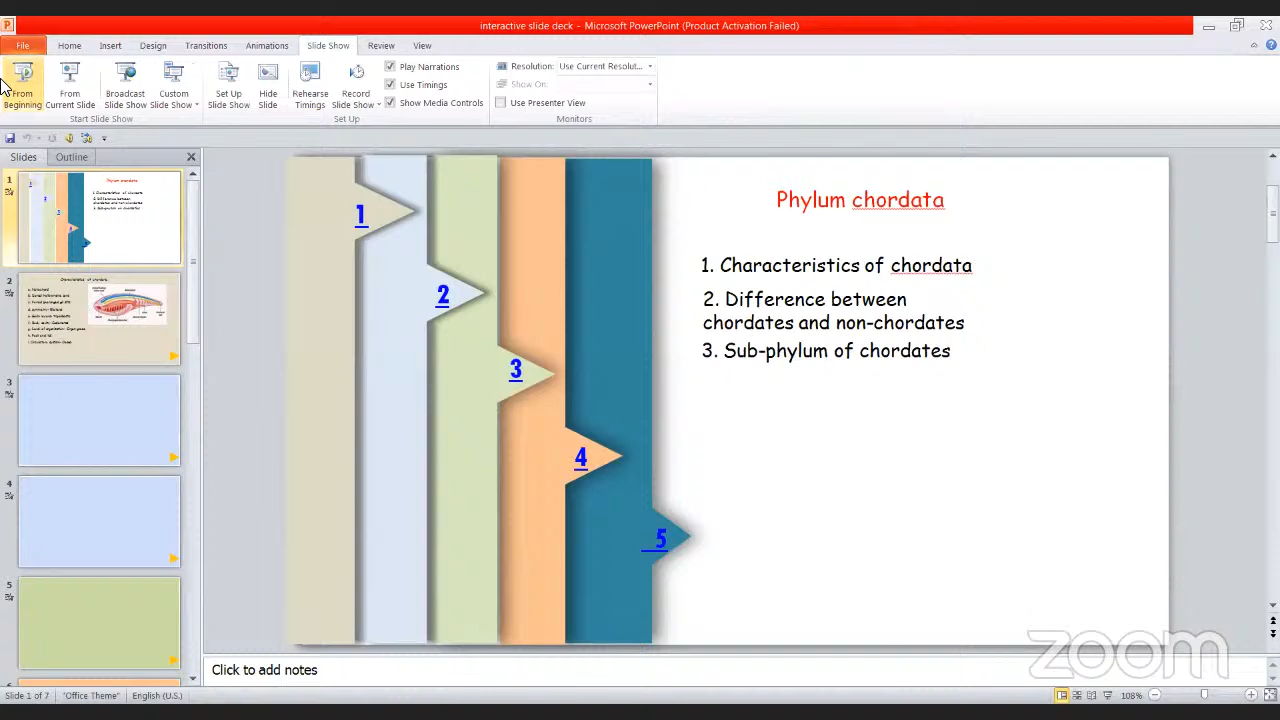 interactive slide deck - Microsoft PowerPoint (Product Activation Failed)
File Home Insert Design Transitions Animations Slide Show Review View
From Beginning
From Current Slide
Broadcast Slide Show
Custom Slide Show
Start Slide Show
Set Up Slide Show
Hide Slide
Rehearse Timings
Record Slide Show
Play Narrations
Use Timings
Show Media Controls
Set Up
Resolution: Use Current Resolut...
Show On:
Use Presenter View
Monitors
Slides Outline
1
2
3
4
5
Phylum chordata
1. Characteristics of chordata
2. Difference between
chordates and non-chordates
3. Sub-phylum of chordates
1
2
3
4
5
zoom
Click to add notes
Slide 1 of 7 "Office Theme" English (U.S.) 108%